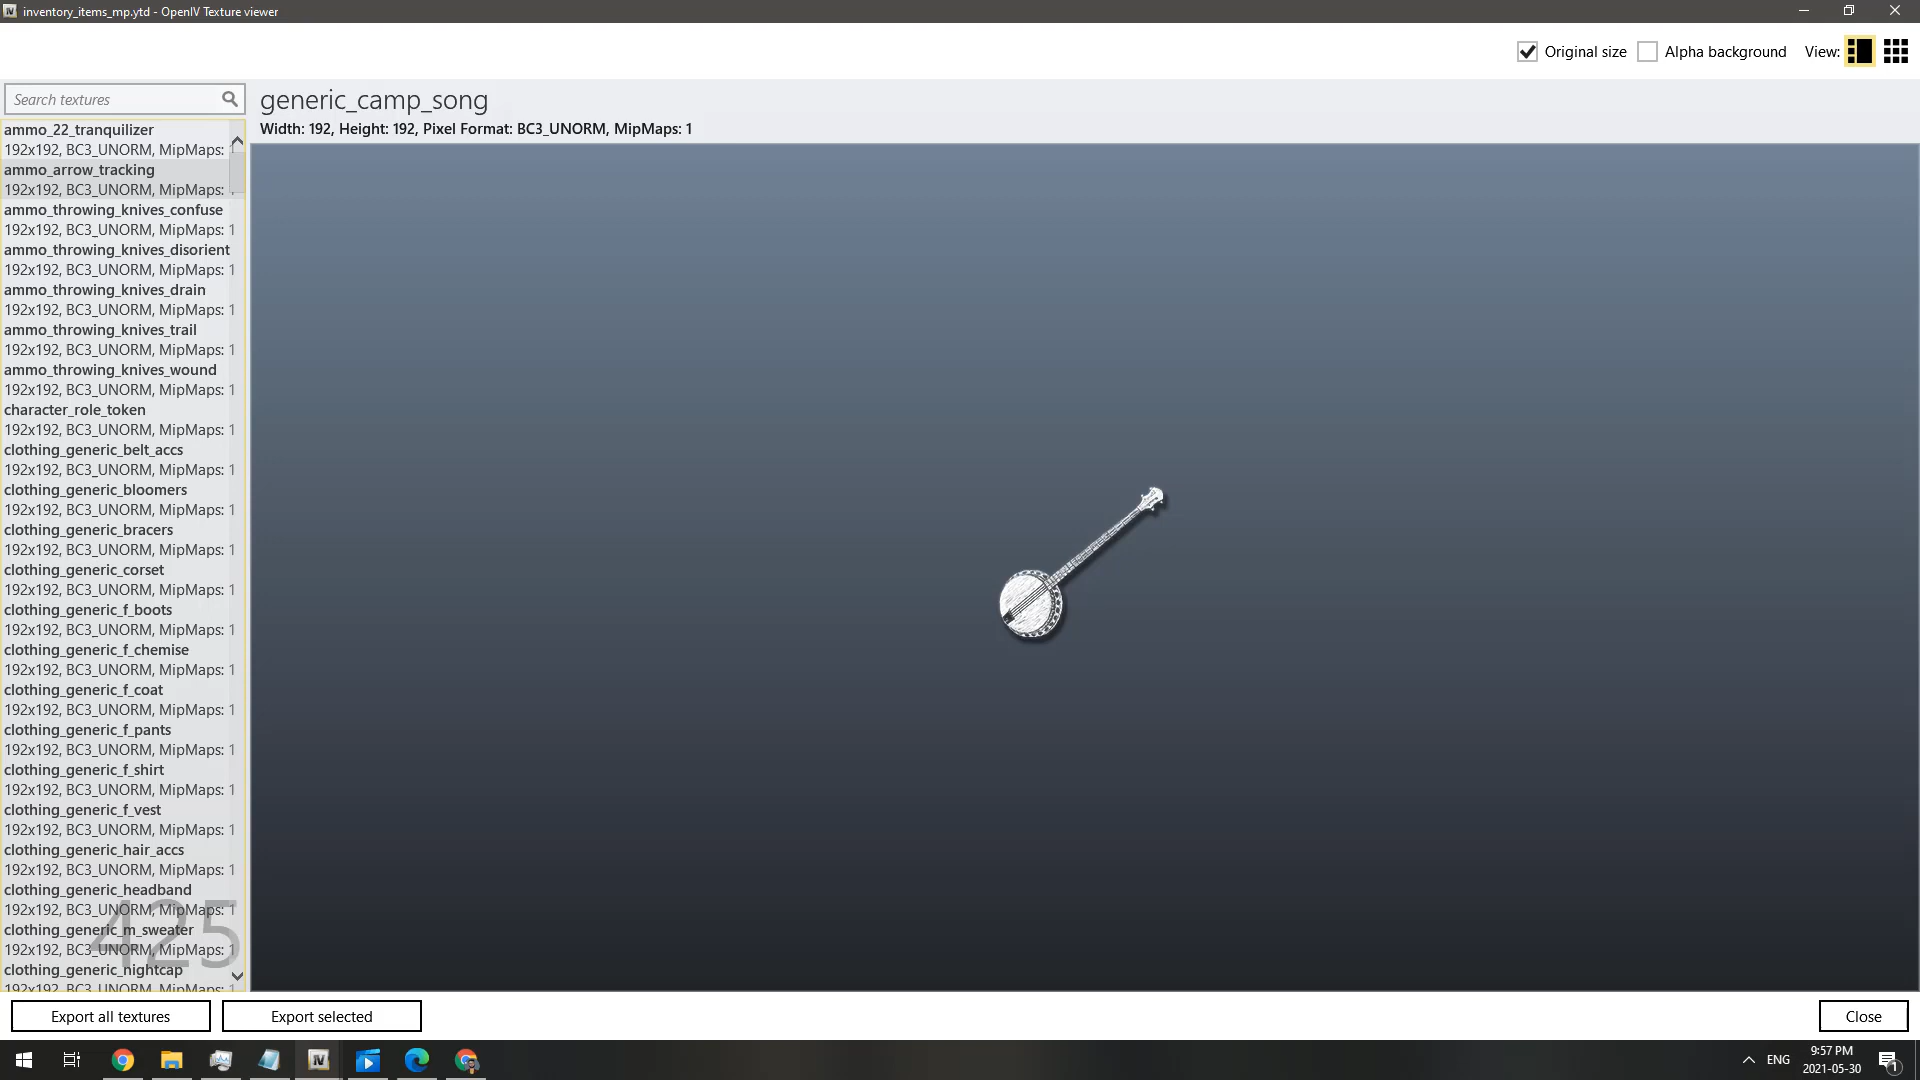 inventory_items_mp.ytd - OpenIV Texture viewer
Original size
Alpha background
View:
Search textures
generic_camp_song
Width: 192, Height: 192, Pixel Format: BC3_UNORM, MipMaps: 1
ammo_22_tranquilizer
192x192, BC3_UNORM, MipMaps:
ammo_arrow_tracking
192x192, BC3_UNORM, MipMaps:
ammo_throwing_knives_confuse
192x192, BC3_UNORM, MipMaps: 1
ammo_throwing_knives_disorient
192x192, BC3_UNORM, MipMaps: 1
ammo_throwing_knives_drain
192x192, BC3_UNORM, MipMaps: 1
ammo_throwing_knives_trail
192x192, BC3_UNORM, MipMaps: 1
ammo_throwing_knives_wound
192x192, BC3_UNORM, MipMaps: 1
character_role_token
192x192, BC3_UNORM, MipMaps: 1
clothing_generic_belt_accs
192x192, BC3_UNORM, MipMaps: 1
clothing_generic_bloomers
192x192, BC3_UNORM, MipMaps: 1
clothing_generic_bracers
192x192, BC3_UNORM, MipMaps: 1
clothing_generic_corset
192x192, BC3_UNORM, MipMaps: 1
clothing_generic_f_boots
192x192, BC3_UNORM, MipMaps: 1
clothing_generic_f_chemise
192x192, BC3_UNORM, MipMaps: 1
clothing_generic_f_coat
192x192, BC3_UNORM, MipMaps: 1
clothing_generic_f_pants
192x192, BC3_UNORM, MipMaps: 1
clothing_generic_f_shirt
192x192, BC3_UNORM, MipMaps: 1
clothing_generic_f_vest
192x192, BC3_UNORM, MipMaps: 1
clothing_generic_hair_accs
192x192, BC3_UNORM, MipMaps: 1
clothing_generic_headband
192x192, BC3_UNORM, MipMaps: 1
clothing_generic_m_sweater
192x192, BC3_UNORM, MipMaps: 1
clothing_generic_nightcap
192x192, BC3_UNORM, MipMaps: 1
425
Export all textures
Export selected
Close
ENG
9:57 PM
2021-05-30
1